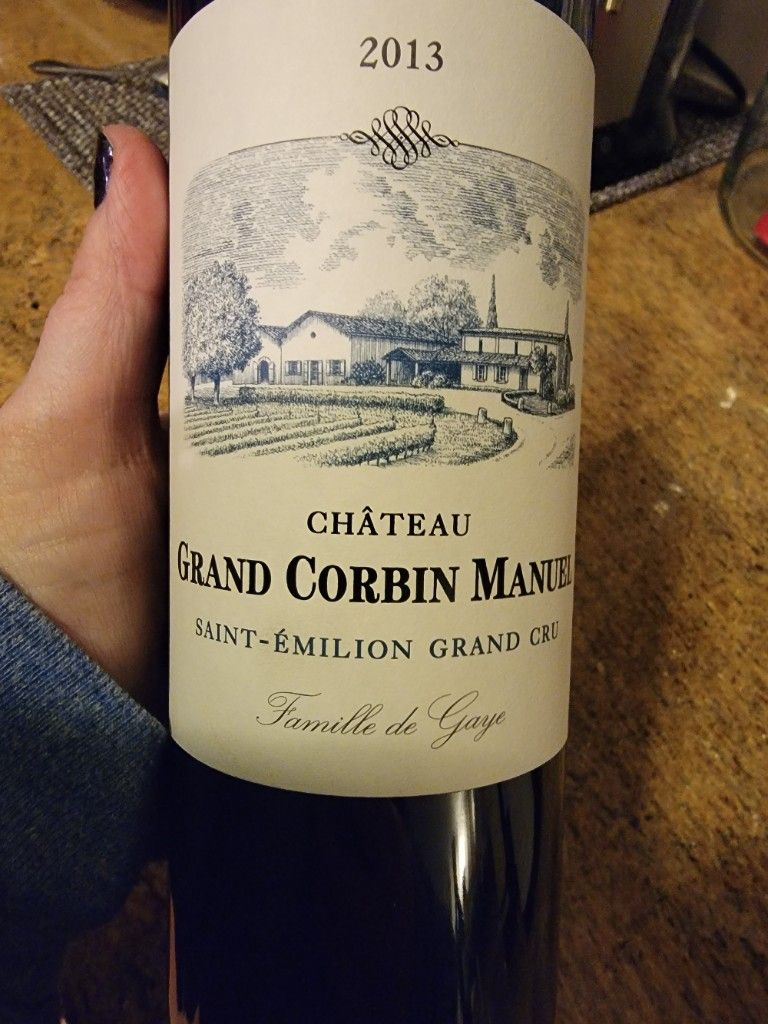 2013
CHÂTEAU
GRAND CORBIN MANUEL
SAINT-ÉMILION GRAND CRU
Famille de Gaye